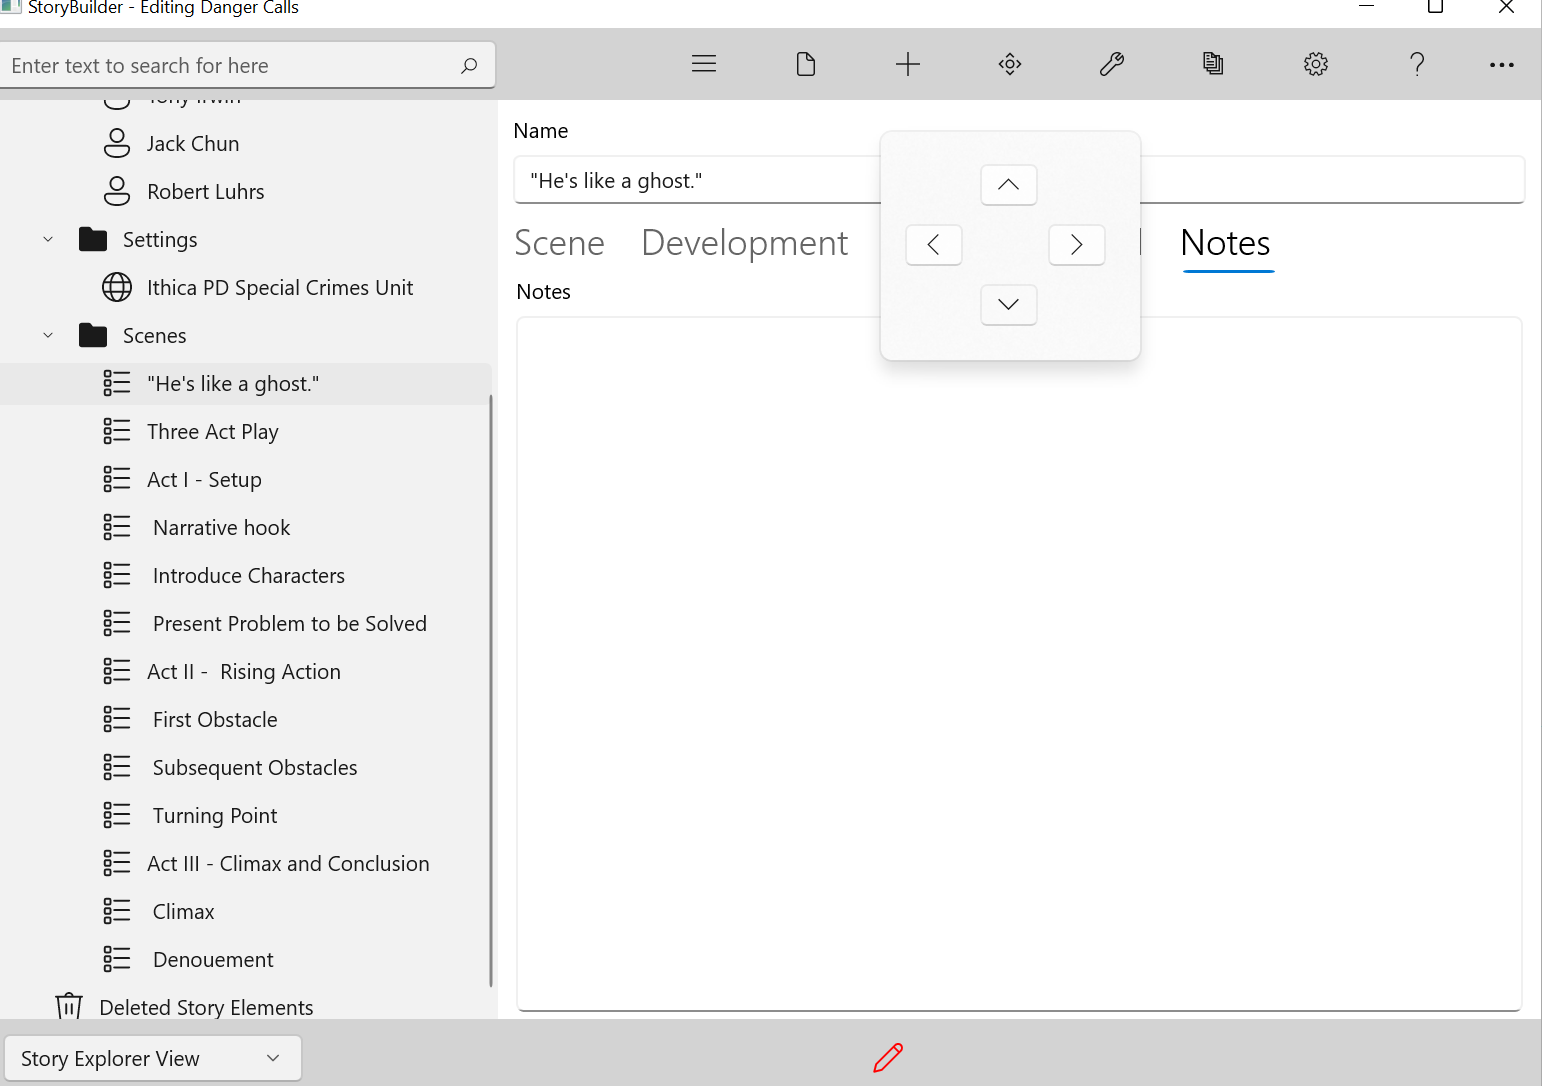 StoryBuilder - Editing Danger Calls
Enter text to search for here
Tony Irwin
Jack Chun
Robert Luhrs
Settings
Ithica PD Special Crimes Unit
Scenes
"He's like a ghost."
Three Act Play
Act I - Setup
Narrative hook
Introduce Characters
Present Problem to be Solved
Act II -  Rising Action
First Obstacle
Subsequent Obstacles
Turning Point
Act III - Climax and Conclusion
Climax
Denouement
Deleted Story Elements
Story Explorer View
Name
"He's like a ghost."
Scene Development Notes
Notes